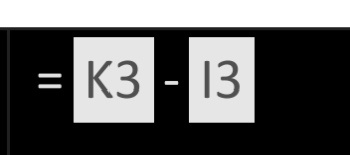 = K3 - I3